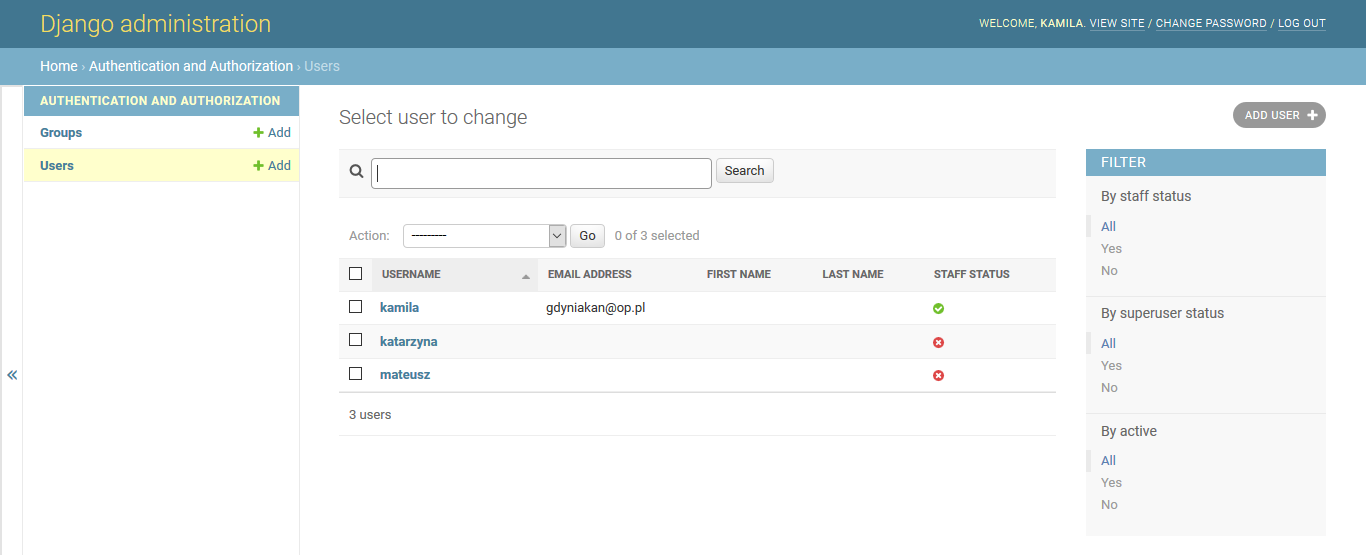 Django administration
WELCOME, KAMILA. VIEW SITE / CHANGE PASSWORD / LOG OUT
Home › Authentication and Authorization › Users
AUTHENTICATION AND AUTHORIZATION
Groups + Add
Users + Add
«
Select user to change
ADD USER +
Search
Action: --------- Go 0 of 3 selected
USERNAME EMAIL ADDRESS FIRST NAME LAST NAME STAFF STATUS
kamila gdyniakan@op.pl
katarzyna
mateusz
3 users
FILTER
By staff status
All
Yes
No
By superuser status
All
Yes
No
By active
All
Yes
No